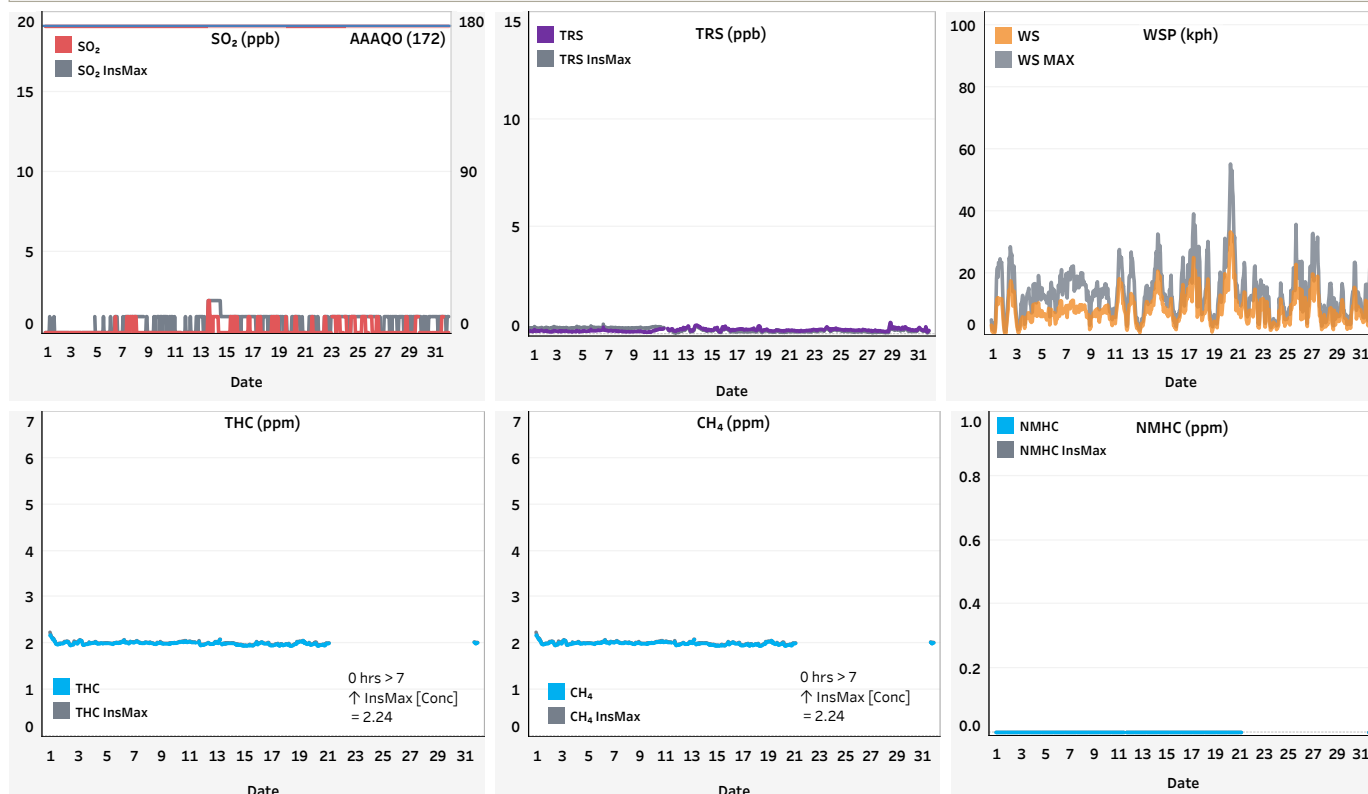 SO₂ (ppb) AAAQO (172)
SO₂
SO₂ InsMax
20
15
10
5
0
180
90
0
1 3 5 7 9 11 13 15 17 19 21 23 25 27 29 31
Date
TRS (ppb)
TRS
TRS InsMax
15
10
5
0
1 3 5 7 9 11 13 15 17 19 21 23 25 27 29 31
Date
WSP (kph)
WS
WS MAX
100
80
60
40
20
0
1 3 5 7 9 11 13 15 17 19 21 23 25 27 29 31
Date
THC (ppm)
7
6
5
4
3
2
1
0
THC
THC InsMax
0 hrs > 7
↑ InsMax [Conc]
= 2.24
1 3 5 7 9 11 13 15 17 19 21 23 25 27 29 31
Date
CH₄ (ppm)
7
6
5
4
3
2
1
0
CH₄
CH₄ InsMax
0 hrs > 7
↑ InsMax [Conc]
= 2.24
1 3 5 7 9 11 13 15 17 19 21 23 25 27 29 31
Date
NMHC (ppm)
NMHC
NMHC InsMax
1.0
0.8
0.6
0.4
0.2
0.0
1 3 5 7 9 11 13 15 17 19 21 23 25 27 29 31
Date